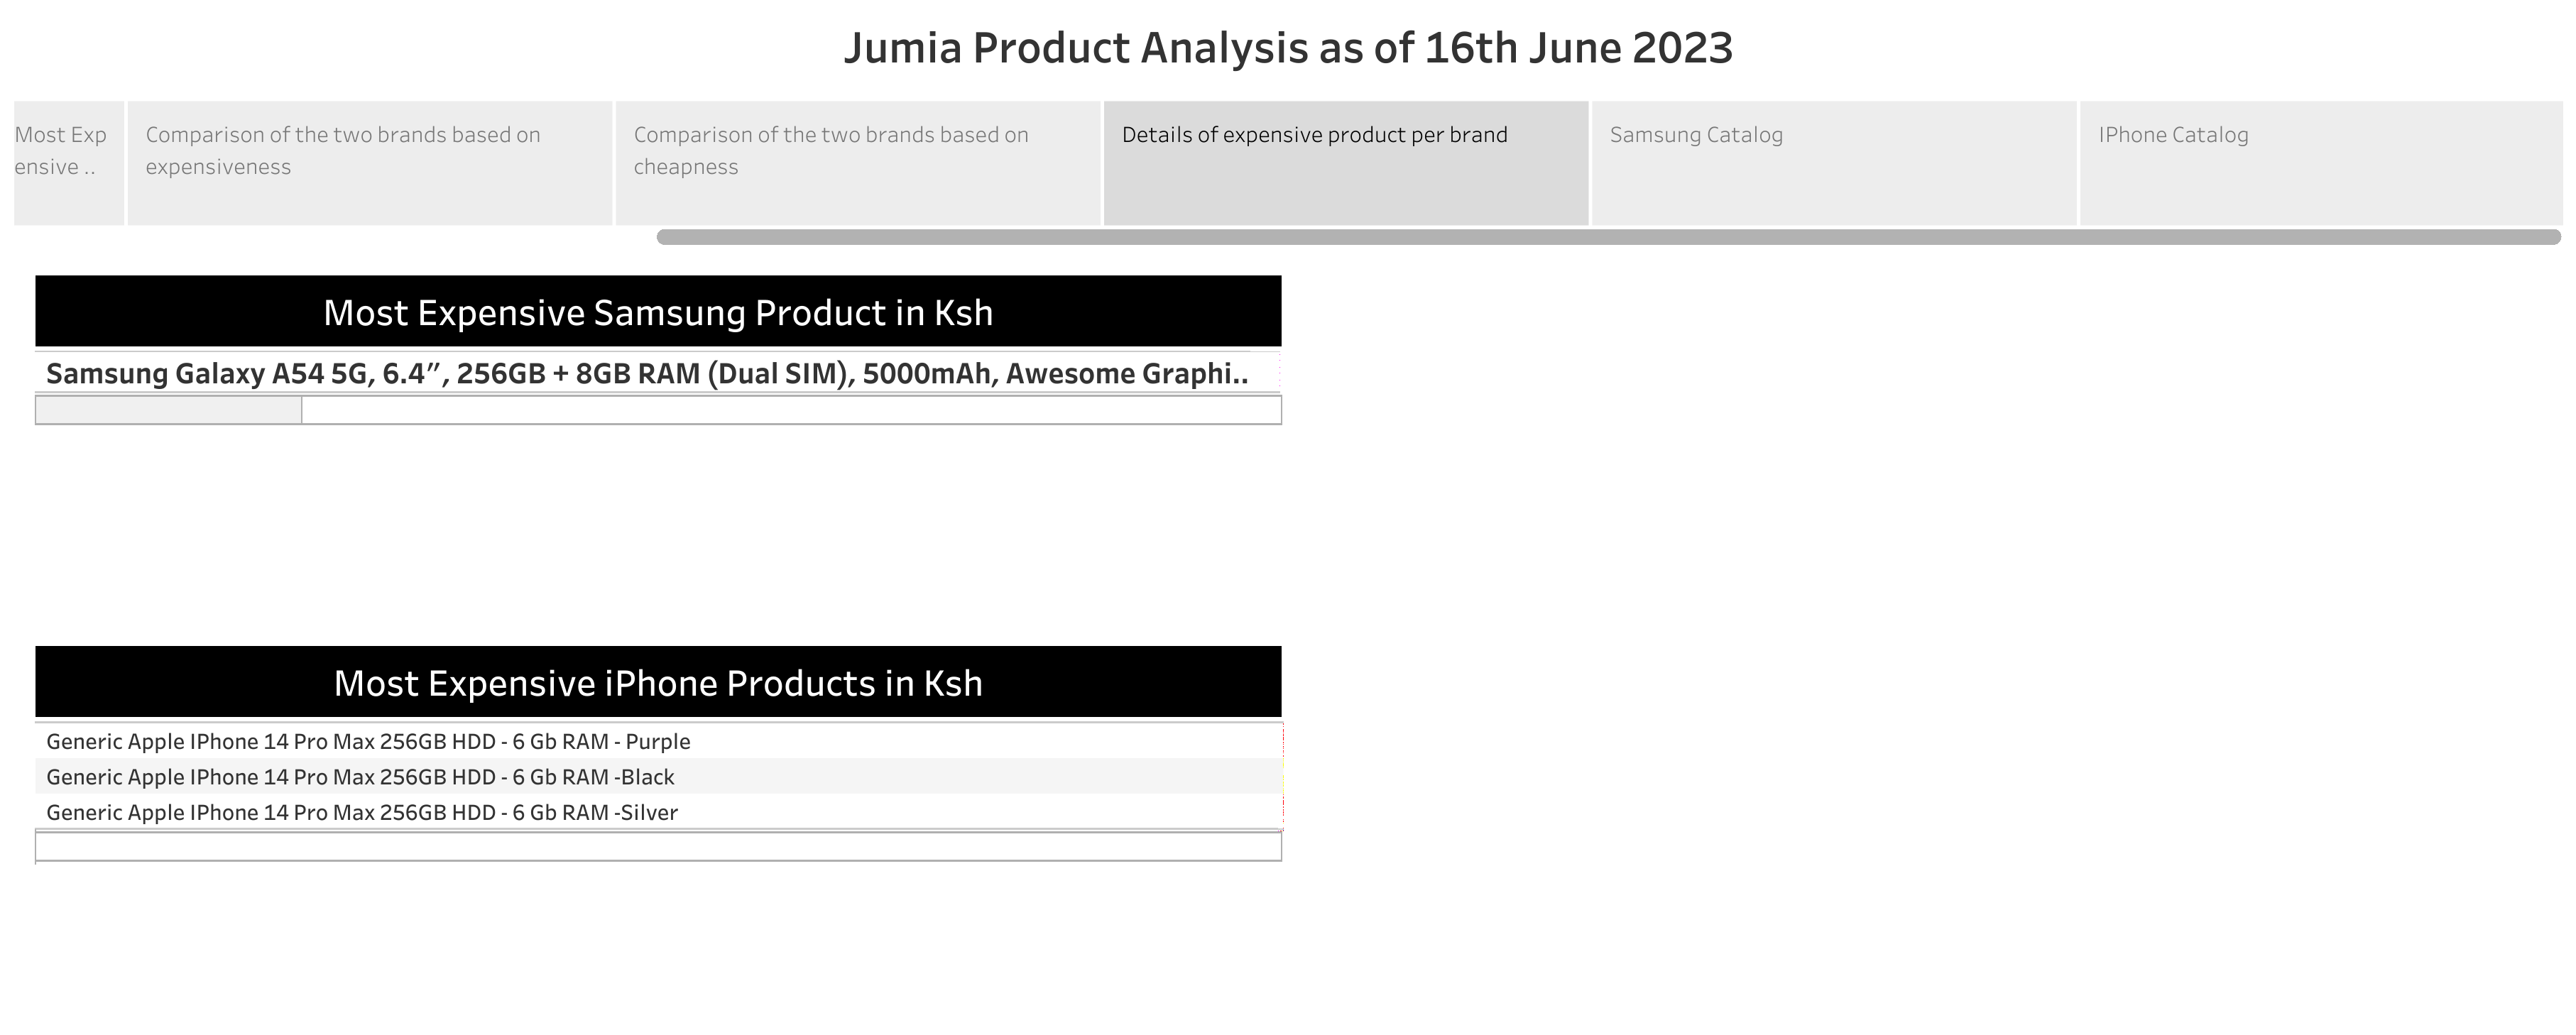 Jumia Product Analysis as of 16th June 2023
Most Exp
ensive ..
Comparison of the two brands based on
expensiveness
Comparison of the two brands based on
cheapness
Details of expensive product per brand
Samsung Catalog
IPhone Catalog
Most Expensive Samsung Product in Ksh
Samsung Galaxy A54 5G, 6.4”, 256GB + 8GB RAM (Dual SIM), 5000mAh, Awesome Graphi..
Most Expensive iPhone Products in Ksh
Generic Apple IPhone 14 Pro Max 256GB HDD - 6 Gb RAM - Purple
Generic Apple IPhone 14 Pro Max 256GB HDD - 6 Gb RAM -Black
Generic Apple IPhone 14 Pro Max 256GB HDD - 6 Gb RAM -Silver